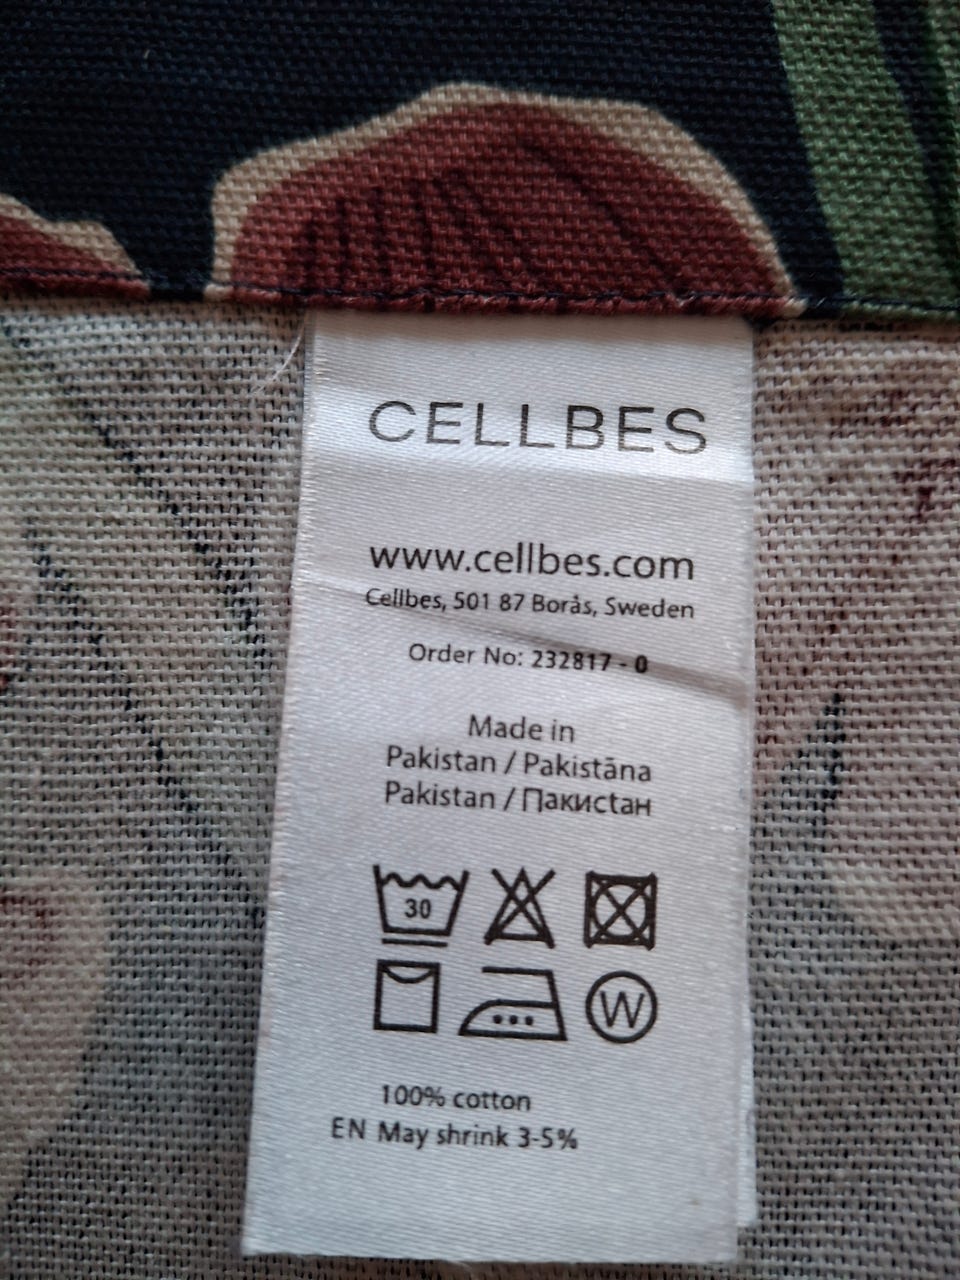 CELLBES
www.cellbes.com
Cellbes, 501 87 Borås, Sweden
Order No: 232817 - 0
Made in
Pakistan / Pakistāna
Pakistan / Пакистан
30
W
100% cotton
EN May shrink 3-5%